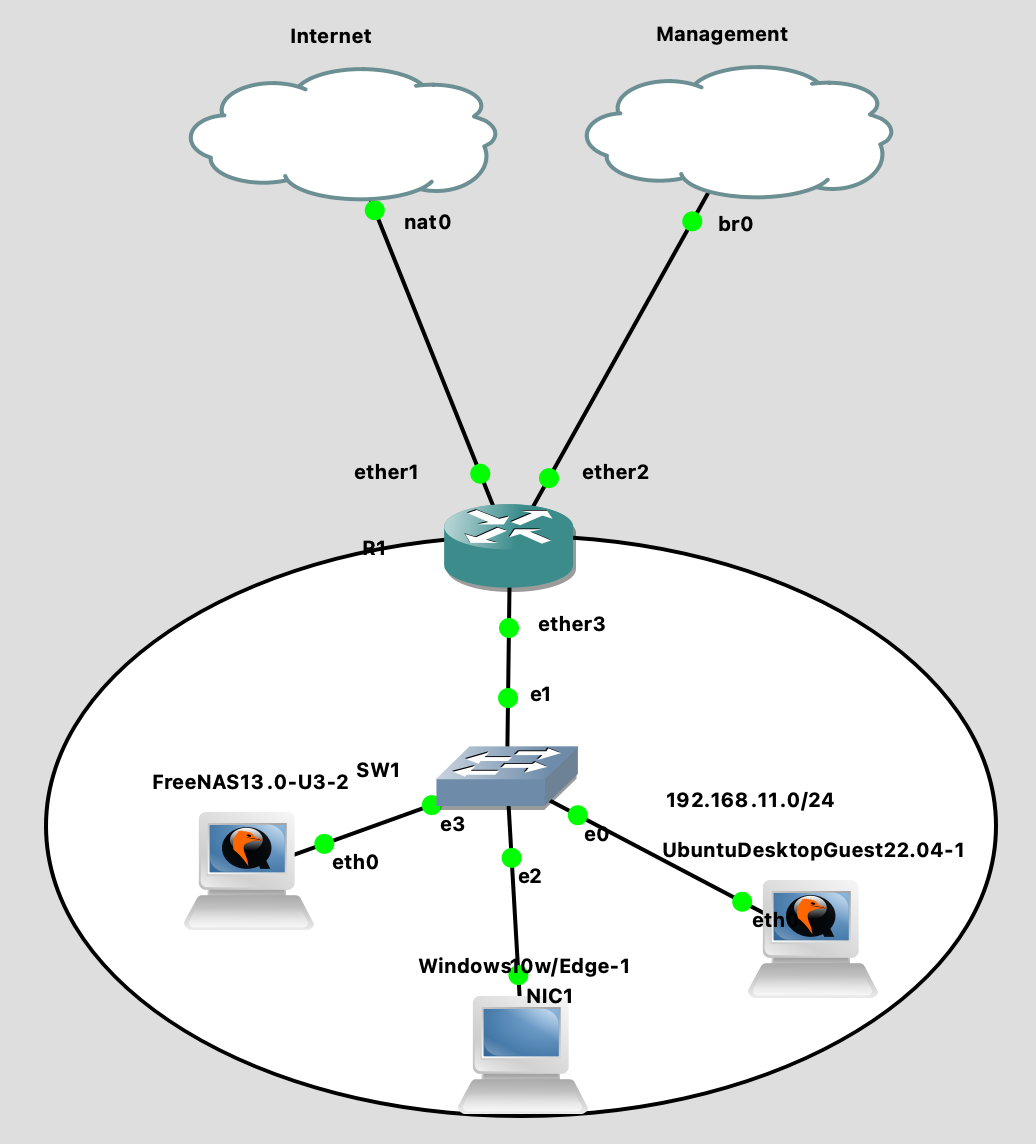 Internet
Management
nat0
br0
ether1
ether2
R1
ether3
e1
SW1
FreeNAS13.0-U3-2
192.168.11.0/24
e3
e0
UbuntuDesktopGuest22.04-1
eth0
e2
eth
Windows10w/Edge-1
NIC1